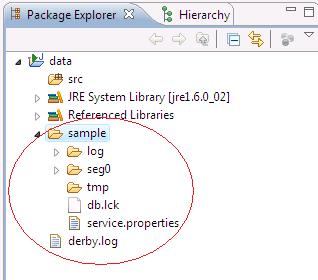 Package Explorer Hierarchy
data
src
JRE System Library [jre1.6.0_02]
Referenced Libraries
sample
log
seg0
tmp
db.lck
service.properties
derby.log